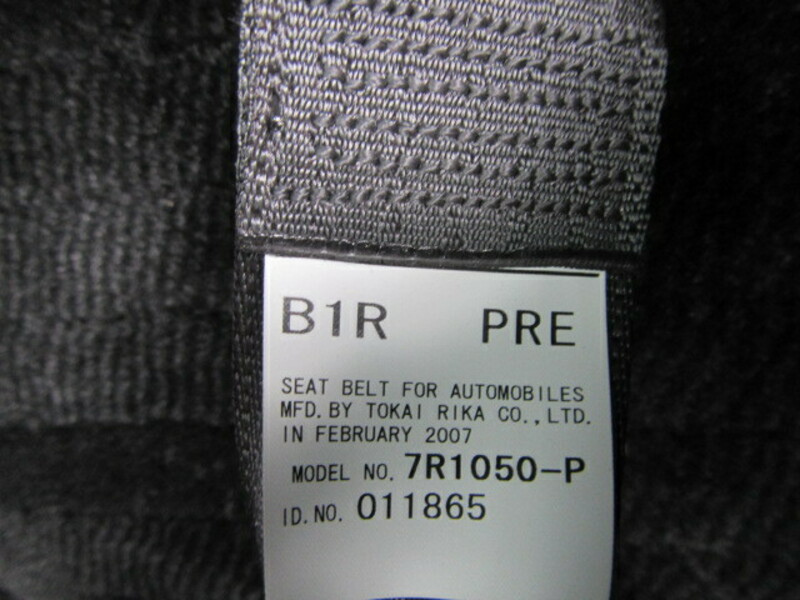 B1R PRE
SEAT BELT FOR AUTOMOBILES
MFD. BY TOKAI RIKA CO., LTD.
IN FEBRUARY 2007
MODEL NO. 7R1050-P
ID. NO. 011865